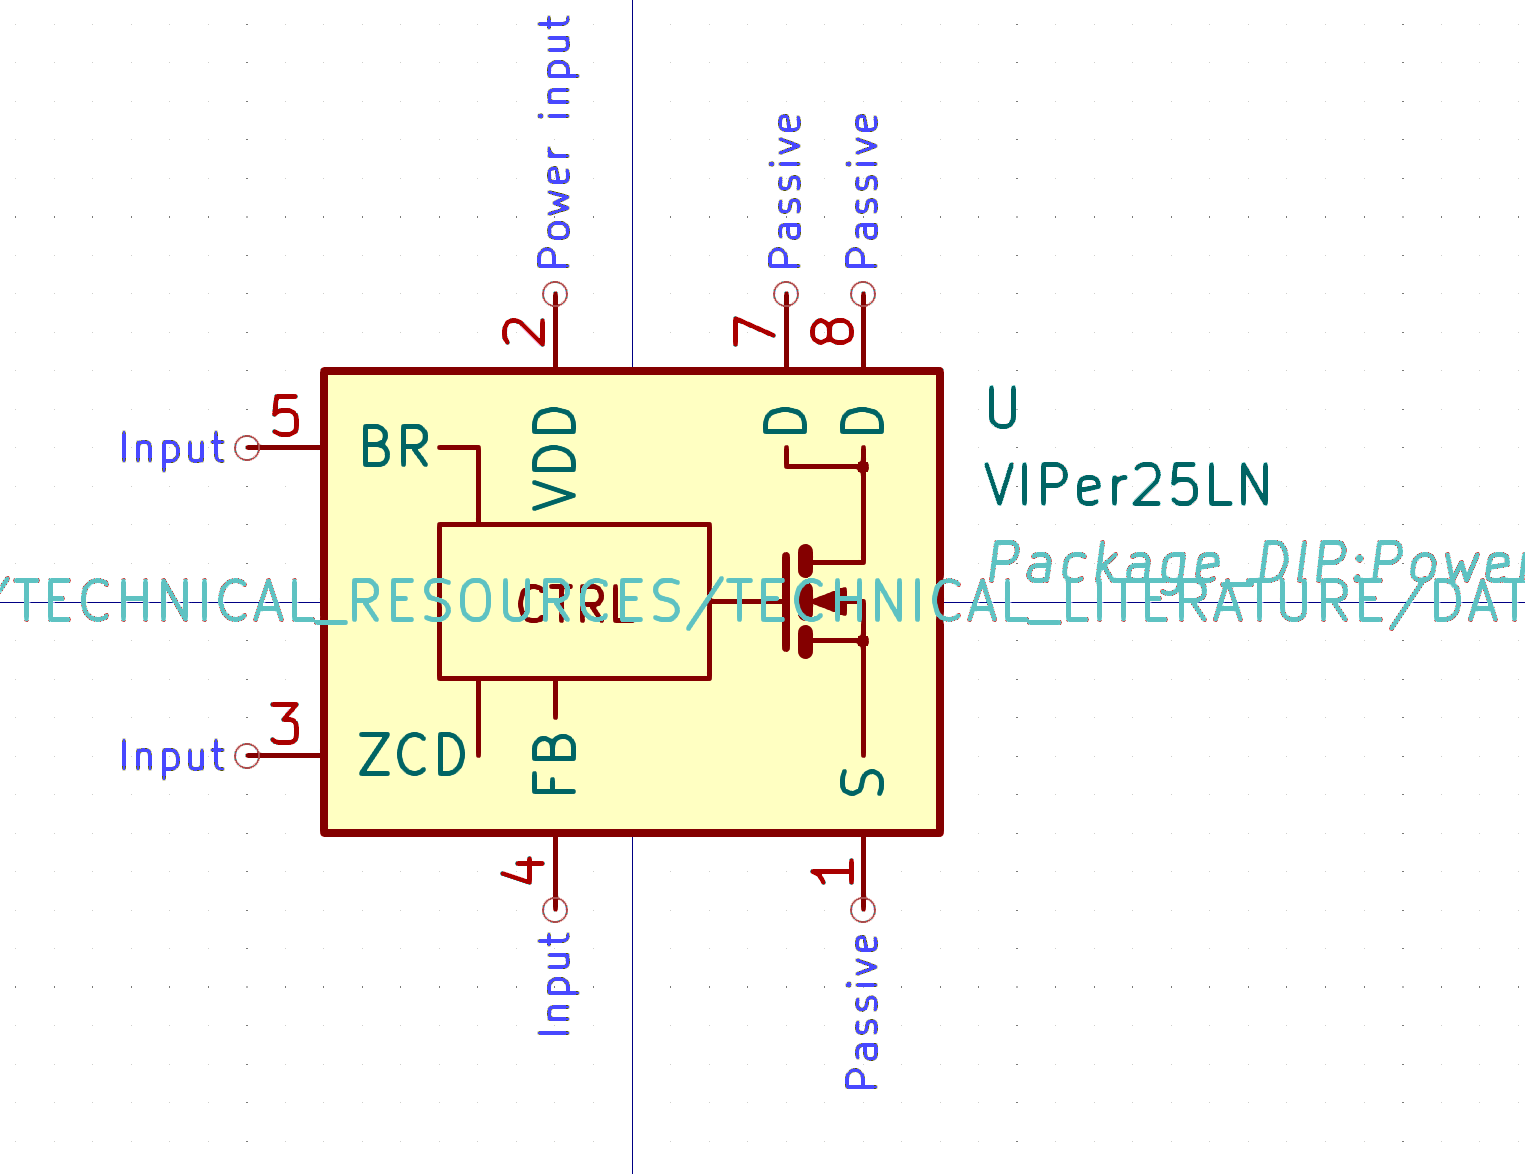 Power input
Passive
Passive
2
7
8
5
Input
BR
VDD
D
D
U
VIPer25LN
Package_DIP:Power
/TECHNICAL_RESOURCES/TECHNICAL_LITERATURE/DAT
CTRL
3
Input
ZCD
FB
S
4
1
Input
Passive